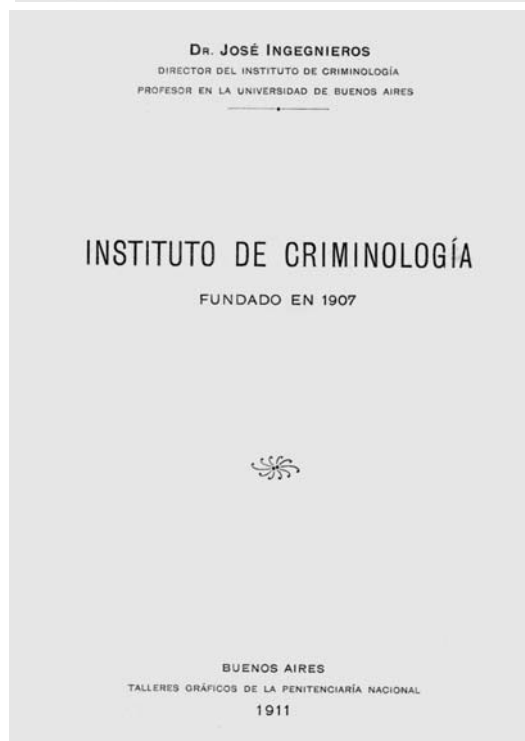 DR. JOSÉ INGEGNIEROS
DIRECTOR DEL INSTITUTO DE CRIMINOLOGÍA
PROFESOR EN LA UNIVERSIDAD DE BUENOS AIRES
INSTITUTO DE CRIMINOLOGÍA
FUNDADO EN 1907
BUENOS AIRES
TALLERES GRÁFICOS DE LA PENITENCIARÍA NACIONAL
1911